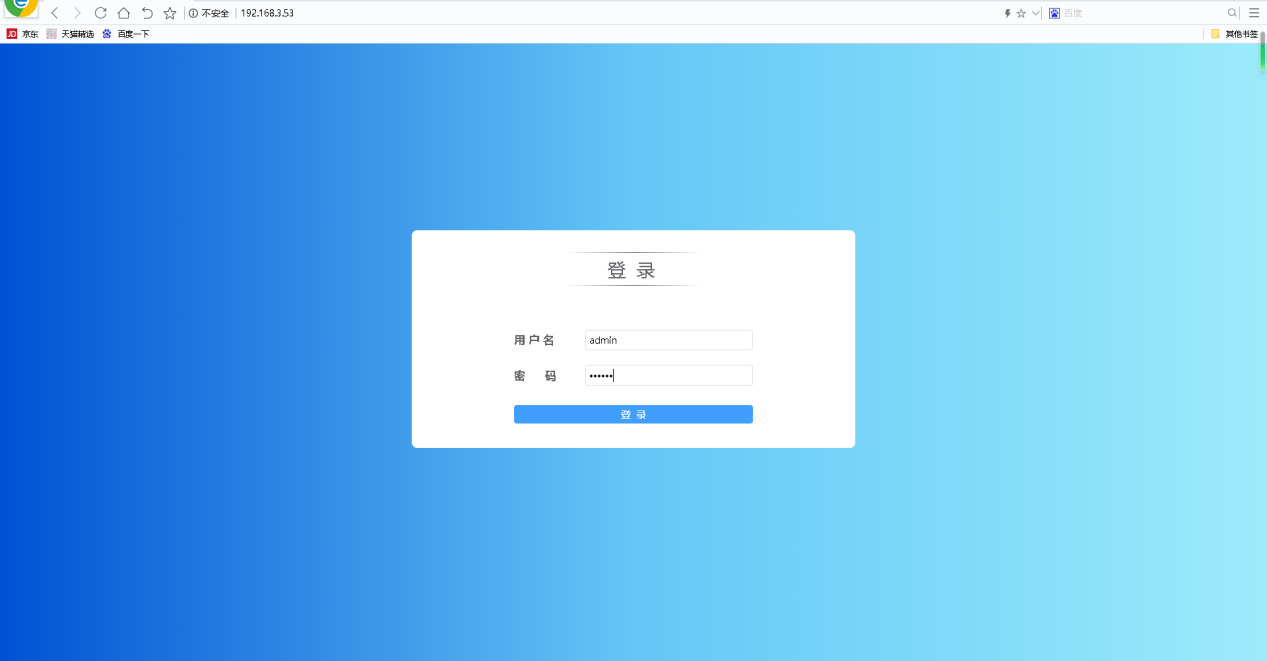 不安全 192.168.3.53 百度
JD 京东 天猫精选 百度一下 其他书签
登 录
用户名 admin
密 码 ••••••
登 录